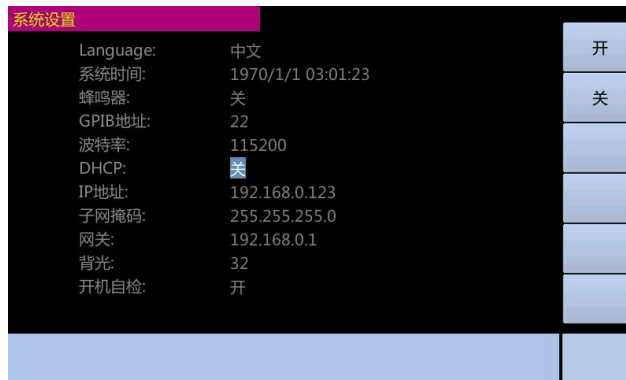 系统设置
Language: 中文
系统时间: 1970/1/1 03:01:23
蜂鸣器: 关
GPIB地址: 22
波特率: 115200
DHCP: 关
IP地址: 192.168.0.123
子网掩码: 255.255.255.0
网关: 192.168.0.1
背光: 32
开机自检: 开
开
关